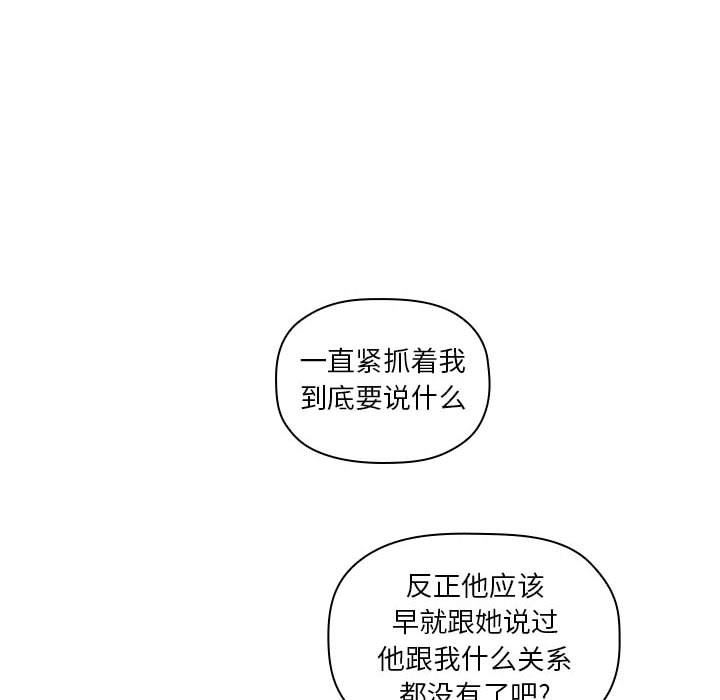 一直紧抓着我
到底要说什么
反正他应该
早就跟她说过
他跟我什么关系
都没有了吧?